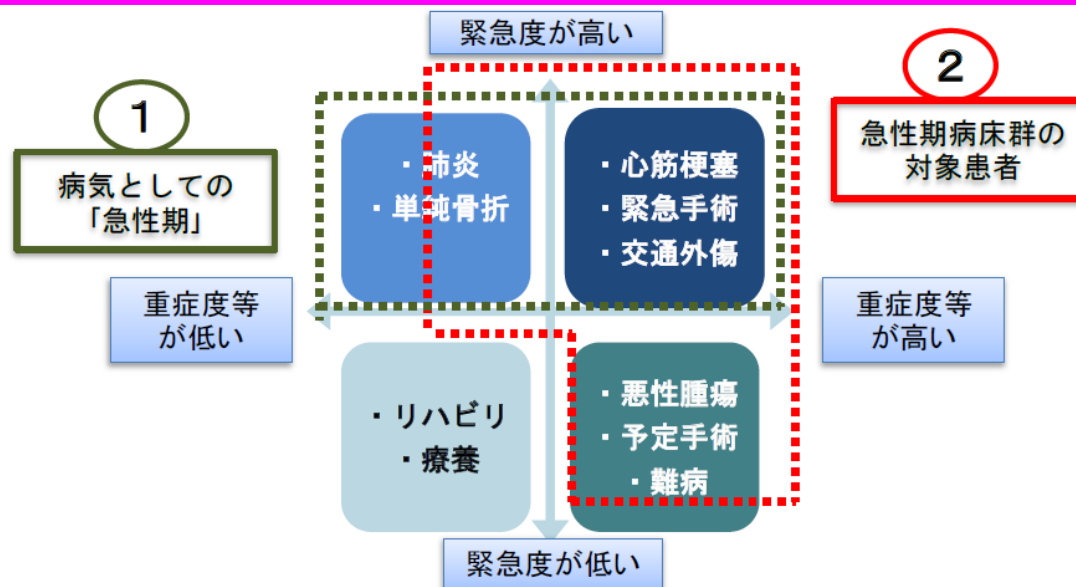 緊急度が高い
1
病気としての
「急性期」
2
急性期病床群の
対象患者
・肺炎
・単純骨折
・心筋梗塞
・緊急手術
・交通外傷
重症度等
が低い
重症度等
が高い
・リハビリ
・療養
・悪性腫瘍
・予定手術
・難病
緊急度が低い